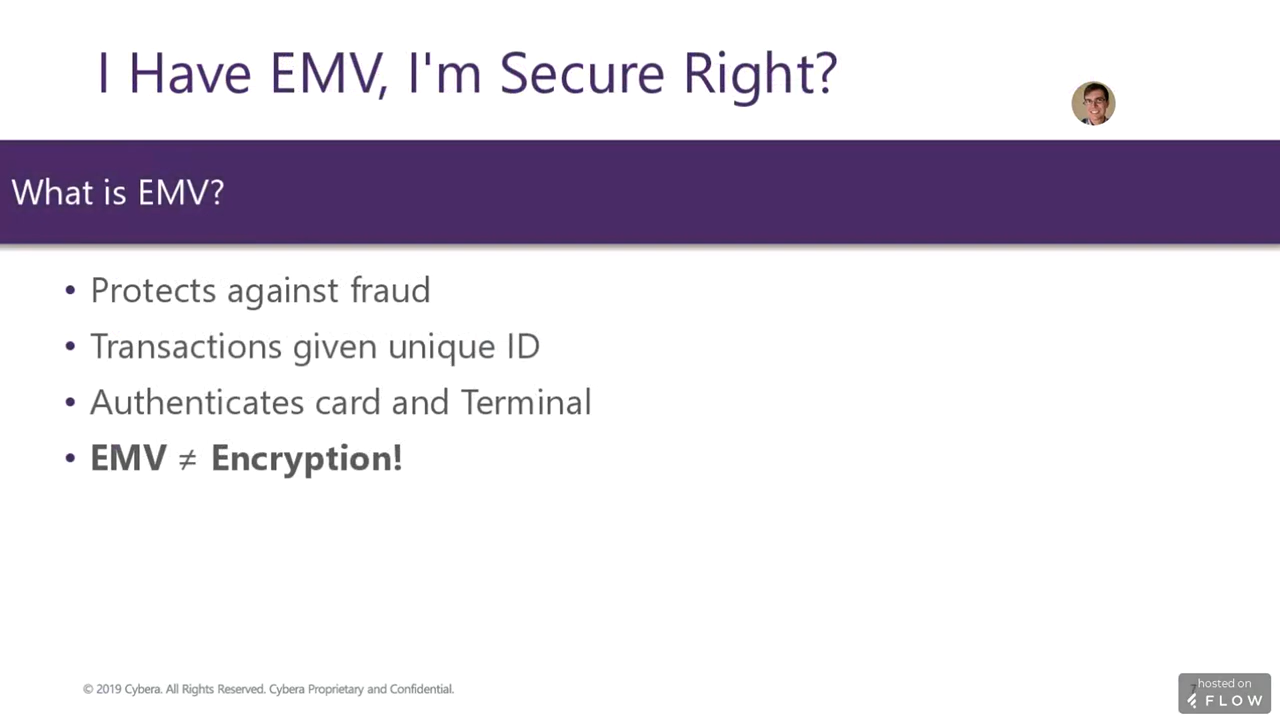 I Have EMV, I'm Secure Right?
What is EMV?
• Protects against fraud
• Transactions given unique ID
• Authenticates card and Terminal
• EMV ≠ Encryption!
© 2019 Cybera. All Rights Reserved. Cybera Proprietary and Confidential.
hosted on
FLOW